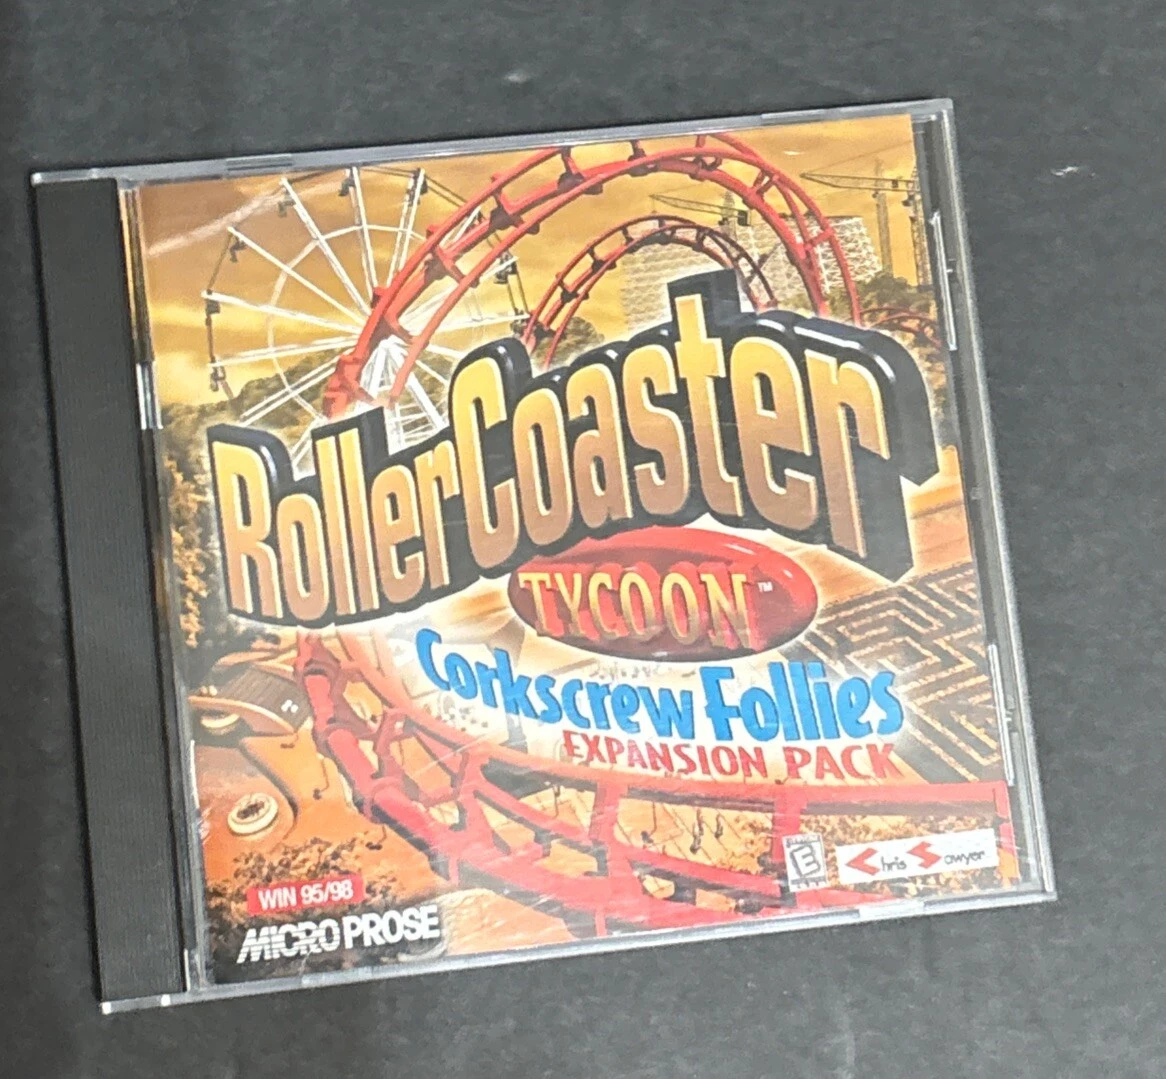 RollerCoaster
TYCOON™
Corkscrew Follies
EXPANSION PACK
E
Chris Sawyer
WIN 95/98
MICROPROSE